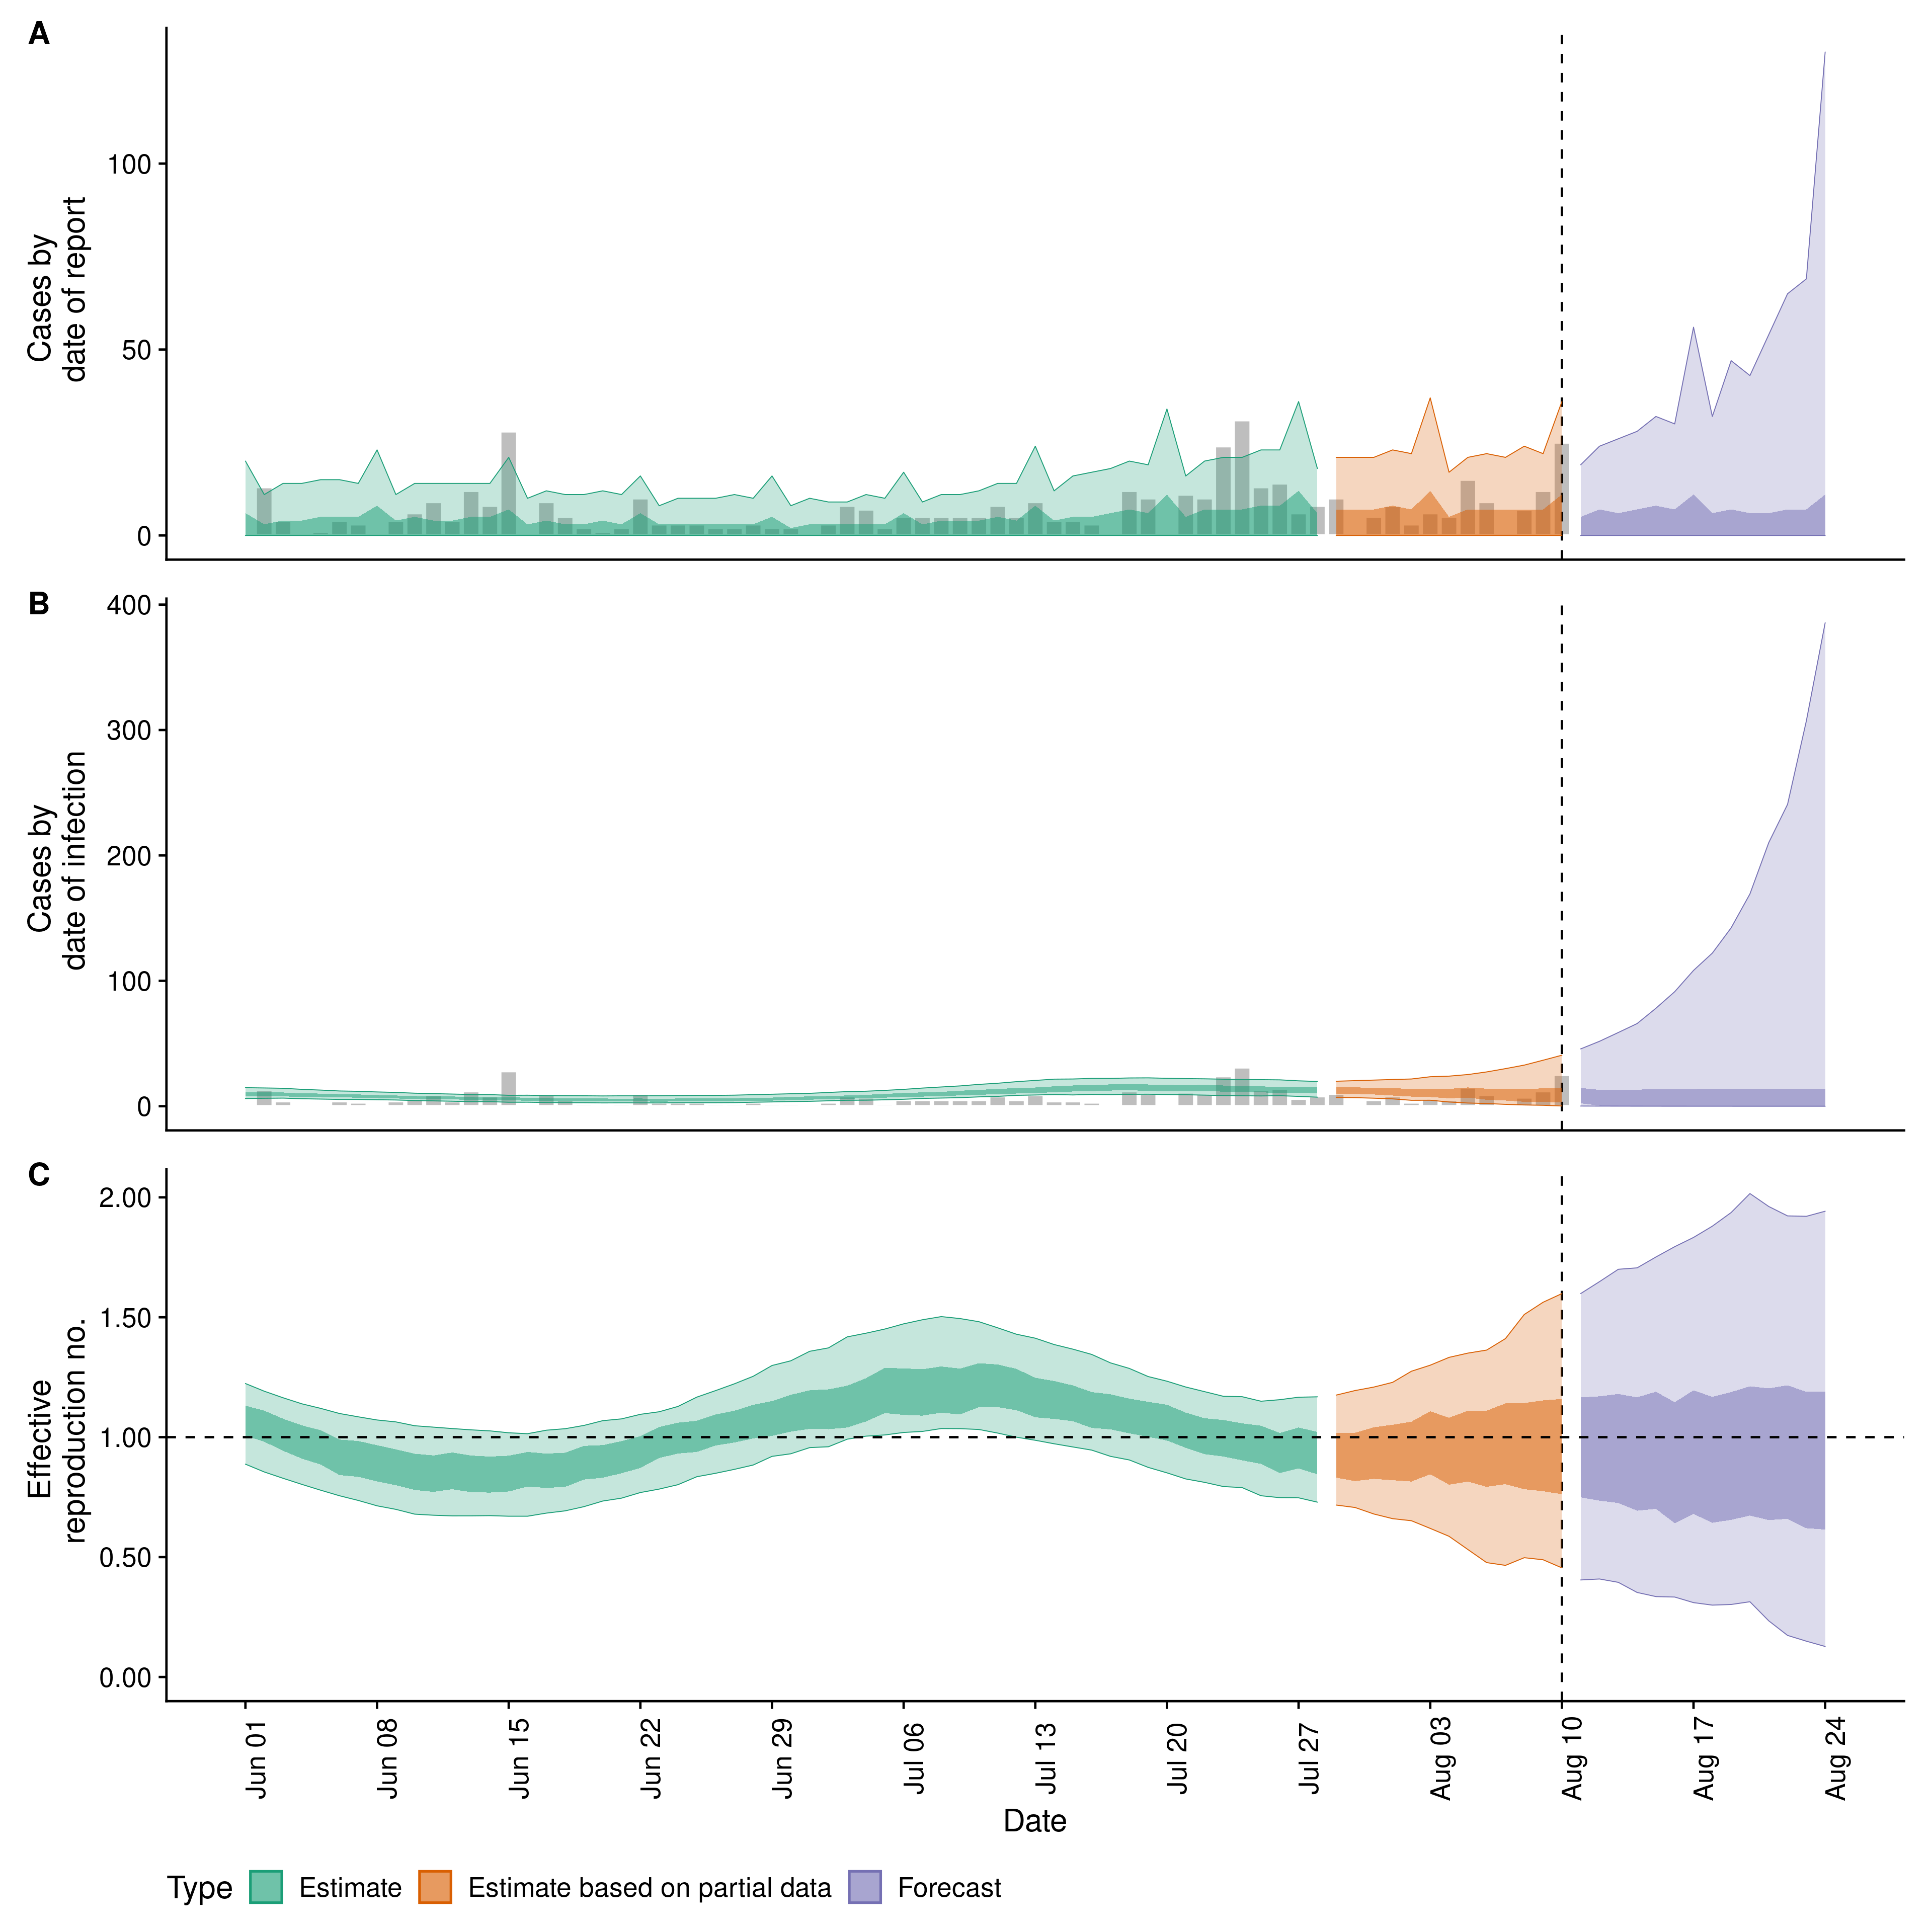 A
Cases by
date of report
100
50
0
B
Cases by
date of infection
400
300
200
100
0
C
Effective
reproduction no.
2.00
1.50
1.00
0.50
0.00
Jun 01
Jun 08
Jun 15
Jun 22
Jun 29
Jul 06
Jul 13
Jul 20
Jul 27
Aug 03
Aug 10
Aug 17
Aug 24
Date
Type Estimate Estimate based on partial data Forecast